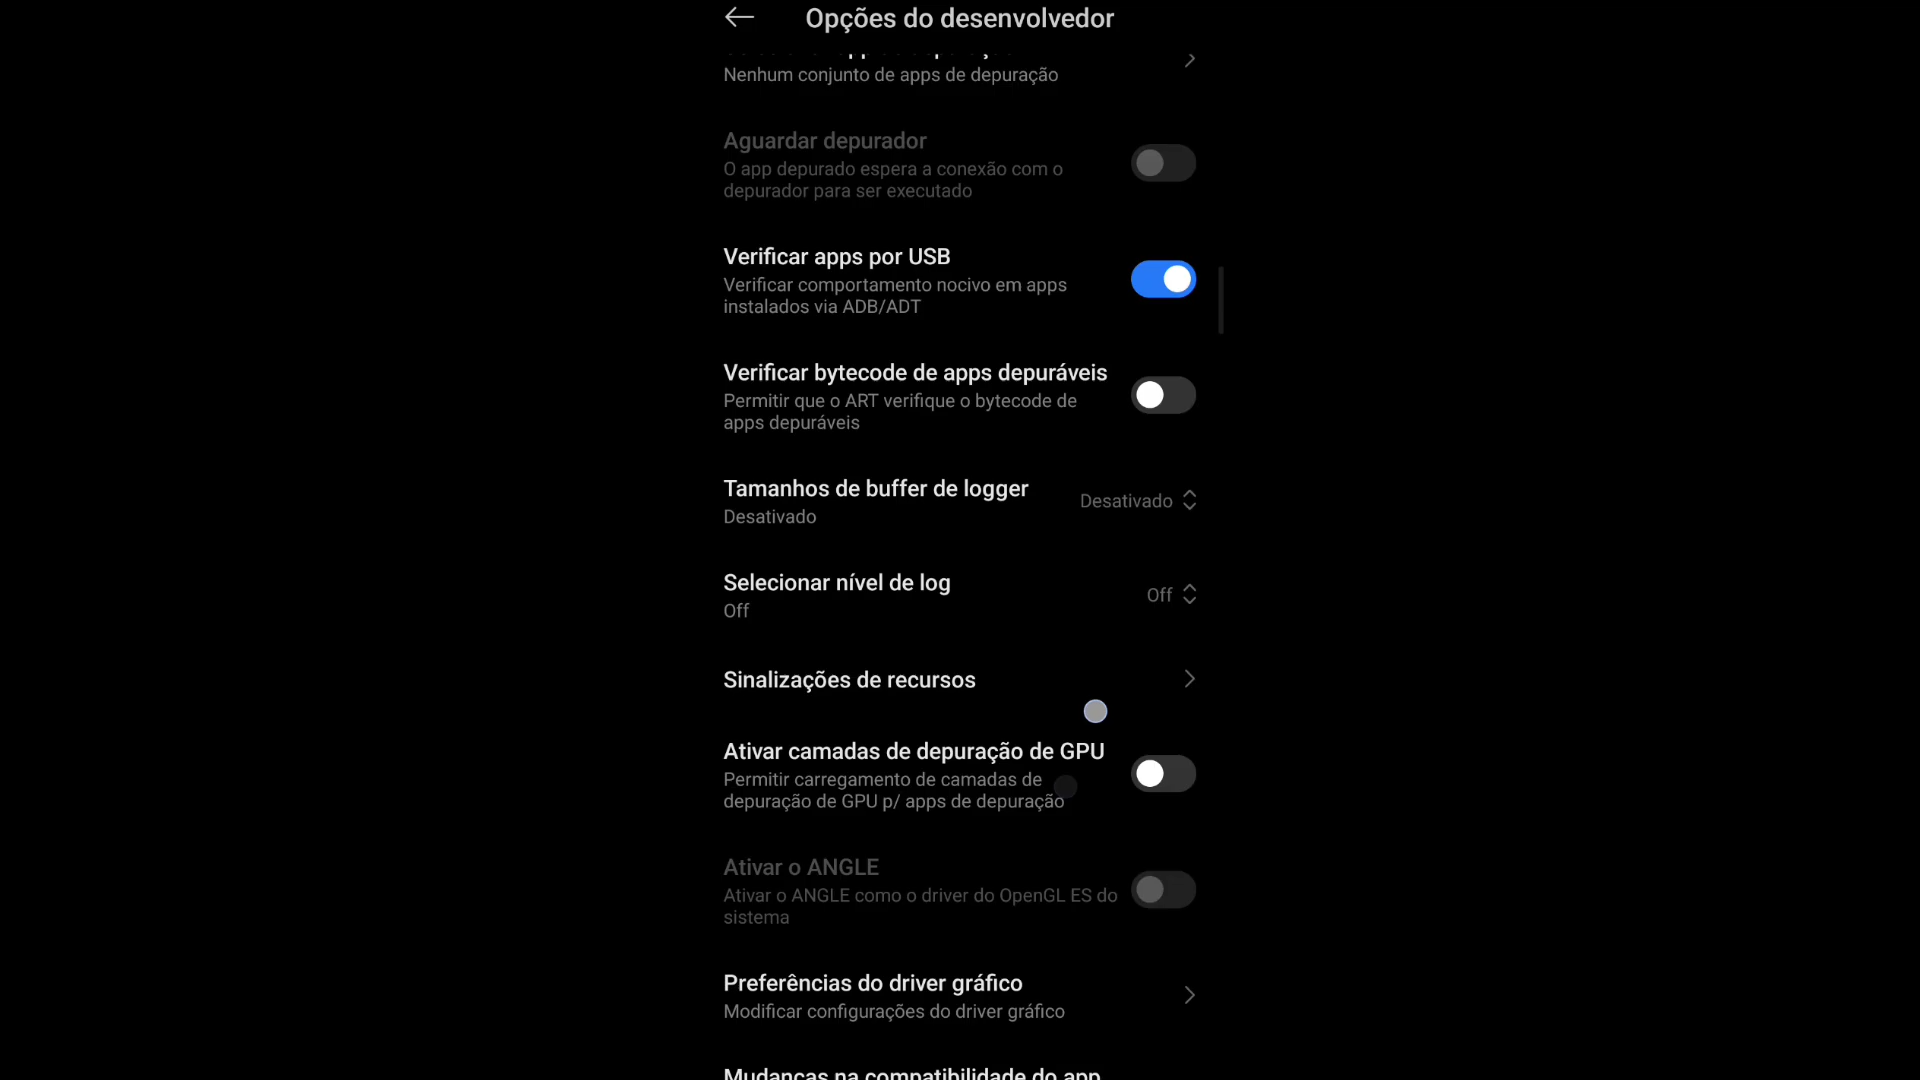 Opções do desenvolvedor
Nenhum conjunto de apps de depuração
Aguardar depurador
O app depurado espera a conexão com o
depurador para ser executado
Verificar apps por USB
Verificar comportamento nocivo em apps
instalados via ADB/ADT
Verificar bytecode de apps depuráveis
Permitir que o ART verifique o bytecode de
apps depuráveis
Tamanhos de buffer de logger
Desativado
Desativado
Selecionar nível de log
Off
Off
Sinalizações de recursos
Ativar camadas de depuração de GPU
Permitir carregamento de camadas de
depuração de GPU p/ apps de depuração
Ativar o ANGLE
Ativar o ANGLE como o driver do OpenGL ES do
sistema
Preferências do driver gráfico
Modificar configurações do driver gráfico
Mudanças na compatibilidade do app